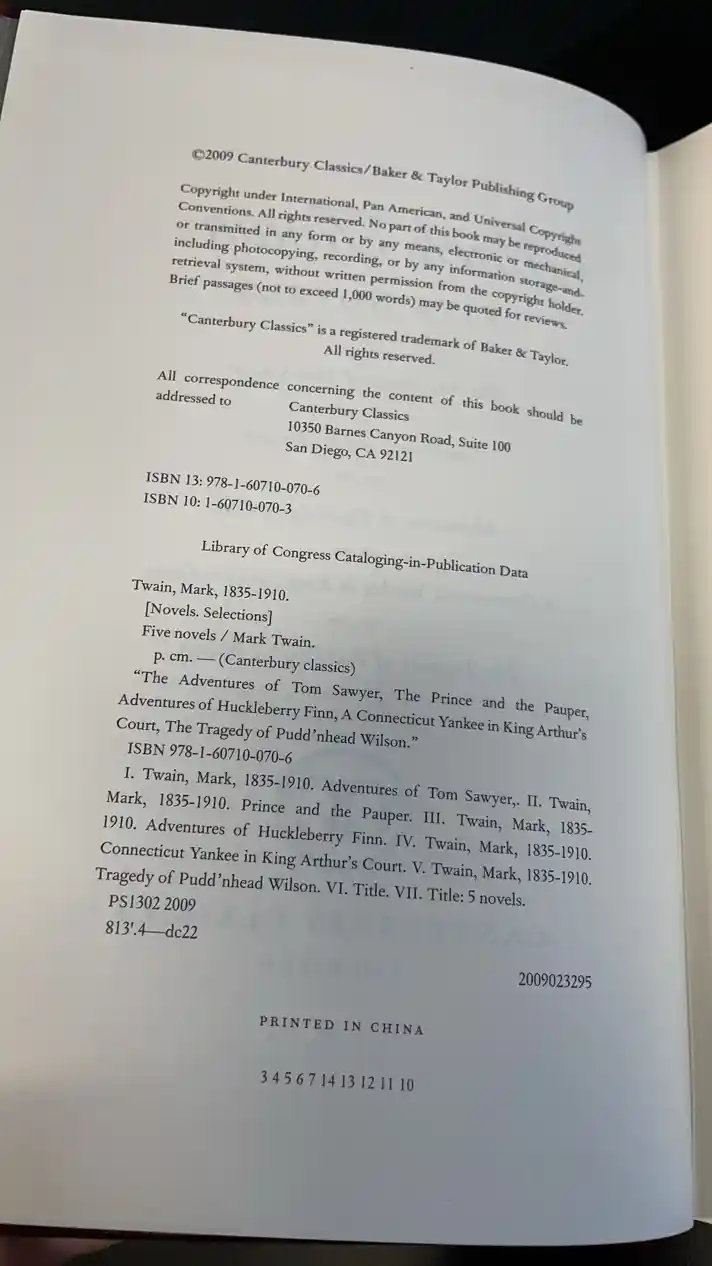 ©2009 Canterbury Classics/Baker & Taylor Publishing Group
Copyright under International, Pan American, and Universal Copyright
Conventions. All rights reserved. No part of this book may be reproduced
or transmitted in any form or by any means, electronic or mechanical,
including photocopying, recording, or by any information storage-and-
retrieval system, without written permission from the copyright holder.
Brief passages (not to exceed 1,000 words) may be quoted for reviews.
“Canterbury Classics” is a registered trademark of Baker & Taylor.
All rights reserved.
All correspondence concerning the content of this book should be
addressed to Canterbury Classics
10350 Barnes Canyon Road, Suite 100
San Diego, CA 92121
ISBN 13: 978-1-60710-070-6
ISBN 10: 1-60710-070-3
Library of Congress Cataloging-in-Publication Data
Twain, Mark, 1835-1910.
[Novels. Selections]
Five novels / Mark Twain.
p. cm. — (Canterbury classics)
“The Adventures of Tom Sawyer, The Prince and the Pauper,
Adventures of Huckleberry Finn, A Connecticut Yankee in King Arthur’s
Court, The Tragedy of Pudd’nhead Wilson.”
ISBN 978-1-60710-070-6
I. Twain, Mark, 1835-1910. Adventures of Tom Sawyer,. II. Twain,
Mark, 1835-1910. Prince and the Pauper. III. Twain, Mark, 1835-
1910. Adventures of Huckleberry Finn. IV. Twain, Mark, 1835-1910.
Connecticut Yankee in King Arthur’s Court. V. Twain, Mark, 1835-1910.
Tragedy of Pudd’nhead Wilson. VI. Title. VII. Title: 5 novels.
PS1302 2009
813'.4—dc22
2009023295
PRINTED IN CHINA
3 4 5 6 7 14 13 12 11 10